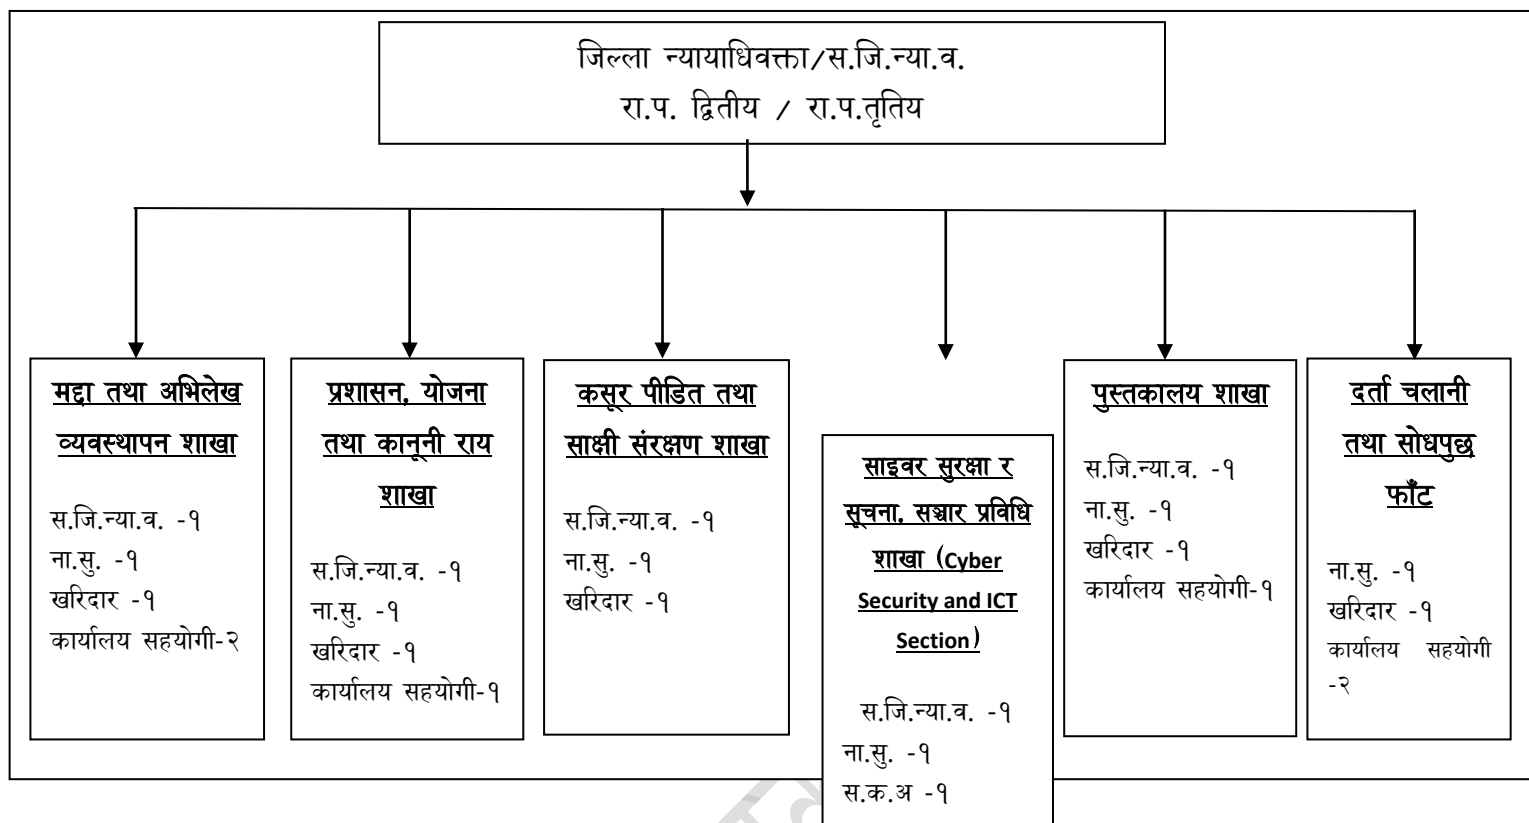 जिल्ला न्यायाधिवक्ता/स.जि.न्या.व.
रा.प. द्वितीय / रा.प.तृतिय
मद्दा तथा अभिलेख
व्यवस्थापन शाखा
स.जि.न्या.व. -१
ना.सु. -१
खरिदार -१
कार्यालय सहयोगी-२
प्रशासन, योजना
तथा कानूनी राय
शाखा
स.जि.न्या.व. -१
ना.सु. -१
खरिदार -१
कार्यालय सहयोगी-१
कसूर पीडित तथा
साक्षी संरक्षण शाखा
स.जि.न्या.व. -१
ना.सु. -१
खरिदार -१
साइवर सुरक्षा र
सूचना, सञ्चार प्रविधि
शाखा (Cyber
Security and ICT
Section)
स.जि.न्या.व. -१
ना.सु. -१
स.क.अ -१
पुस्तकालय शाखा
स.जि.न्या.व. -१
ना.सु. -१
खरिदार -१
कार्यालय सहयोगी-१
दर्ता चलानी
तथा सोधपुछ
फाँट
ना.सु. -१
खरिदार -१
कार्यालय सहयोगी
-२